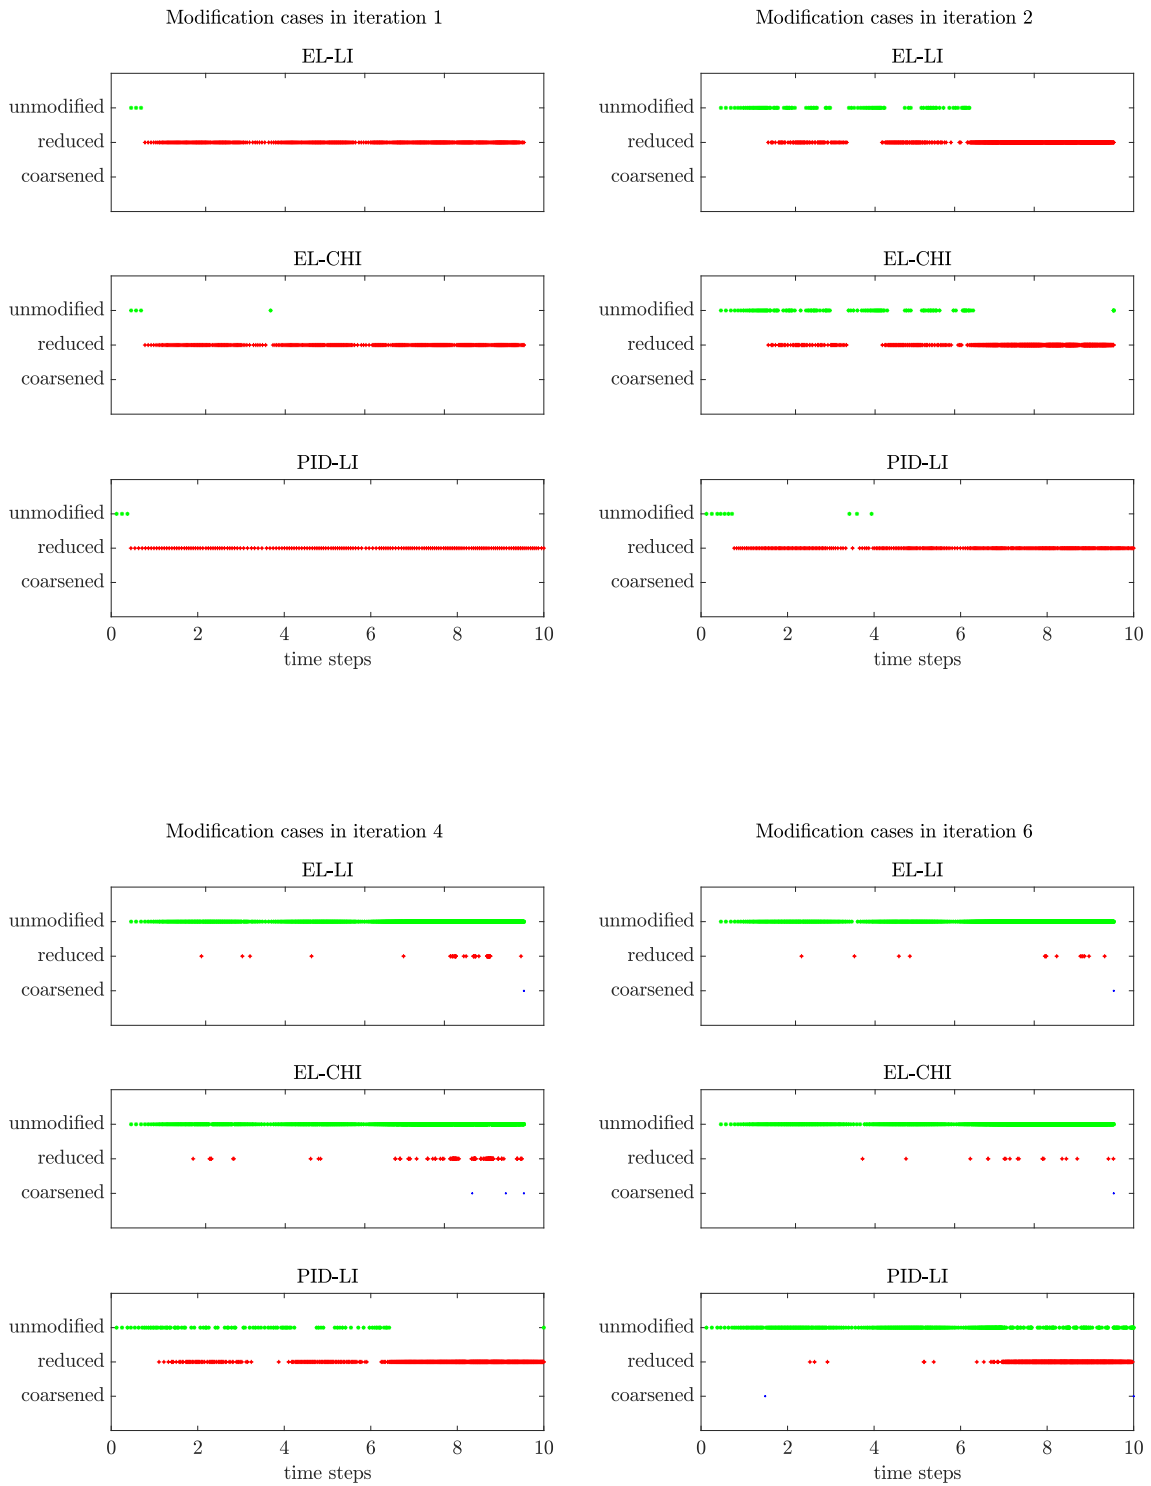 Modification cases in iteration 1
EL-LI
unmodified
reduced
coarsened
EL-CHI
unmodified
reduced
coarsened
PID-LI
unmodified
reduced
coarsened
0 2 4 6 8 10
time steps
Modification cases in iteration 2
EL-LI
unmodified
reduced
coarsened
EL-CHI
unmodified
reduced
coarsened
PID-LI
unmodified
reduced
coarsened
0 2 4 6 8 10
time steps
Modification cases in iteration 4
EL-LI
unmodified
reduced
coarsened
EL-CHI
unmodified
reduced
coarsened
PID-LI
unmodified
reduced
coarsened
0 2 4 6 8 10
time steps
Modification cases in iteration 6
EL-LI
unmodified
reduced
coarsened
EL-CHI
unmodified
reduced
coarsened
PID-LI
unmodified
reduced
coarsened
0 2 4 6 8 10
time steps